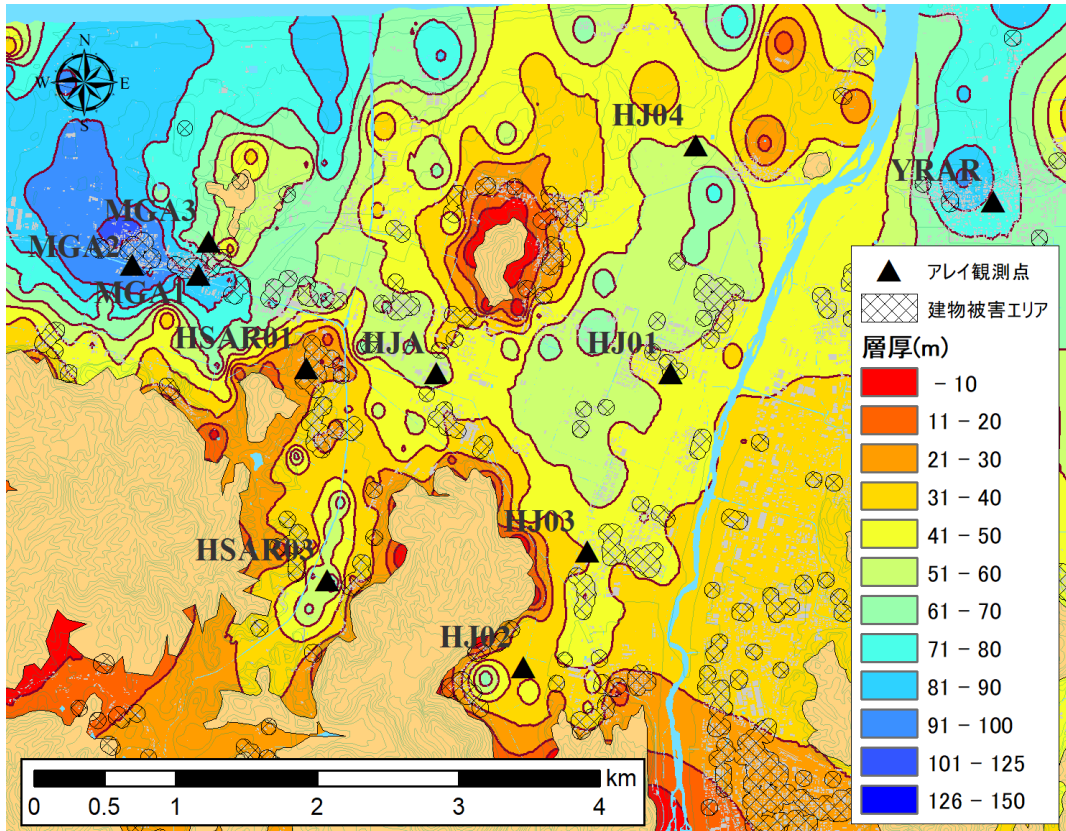 N
W E
S
HJ04
YRAR
MGA3
MGA2
MGA1
HSAR01
HJA
HJ01
HSAR03
HJ03
HJ02
アレイ観測点
建物被害エリア
層厚(m)
- 10
11 - 20
21 - 30
31 - 40
41 - 50
51 - 60
61 - 70
71 - 80
81 - 90
91 - 100
101 - 125
126 - 150
km
0 0.5 1 2 3 4